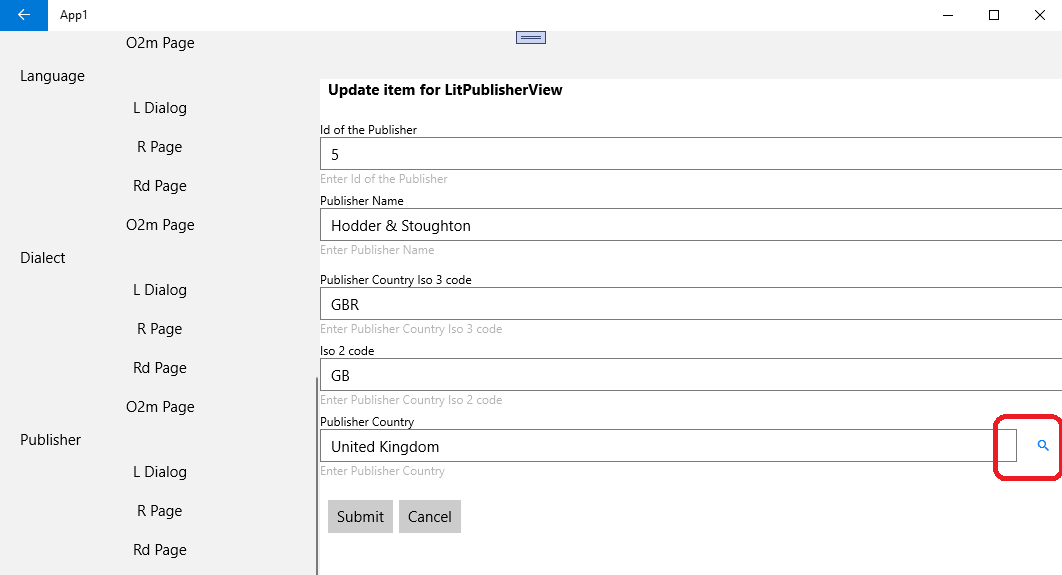 App1
O2m Page
Language
L Dialog
R Page
Rd Page
O2m Page
Dialect
L Dialog
R Page
Rd Page
O2m Page
Publisher
L Dialog
R Page
Rd Page
Update item for LitPublisherView
Id of the Publisher
5
Enter Id of the Publisher
Publisher Name
Hodder & Stoughton
Enter Publisher Name
Publisher Country Iso 3 code
GBR
Enter Publisher Country Iso 3 code
Iso 2 code
GB
Enter Publisher Country Iso 2 code
Publisher Country
United Kingdom
Enter Publisher Country
Submit Cancel